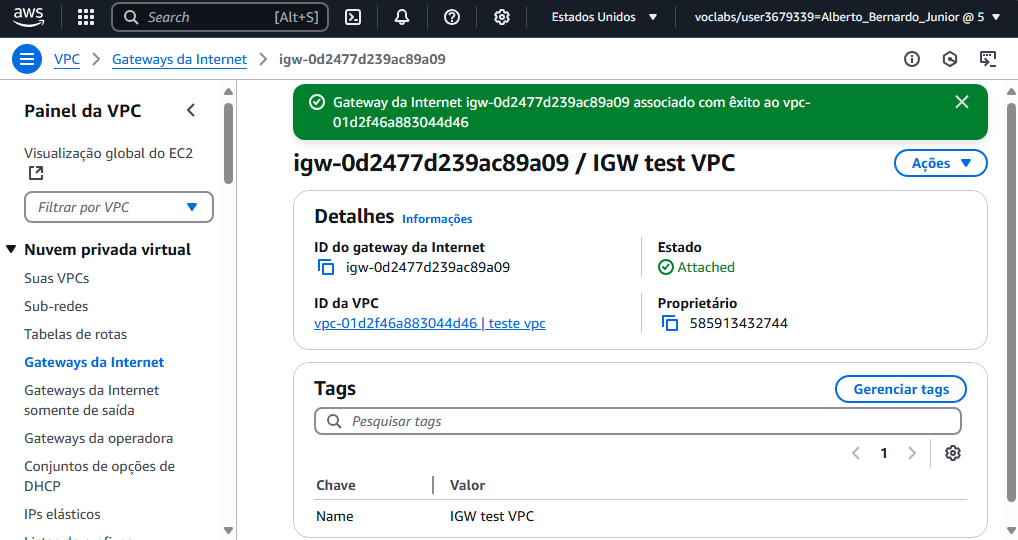 aws
Search [Alt+S]
Estados Unidos
voclabs/user3679339=Alberto_Bernardo_Junior @ 5
VPC
Gateways da Internet
igw-0d2477d239ac89a09
Painel da VPC
Visualização global do EC2
Filtrar por VPC
Nuvem privada virtual
Suas VPCs
Sub-redes
Tabelas de rotas
Gateways da Internet
Gateways da Internet
somente de saída
Gateways da operadora
Conjuntos de opções de
DHCP
IPs elásticos
Gateway da Internet igw-0d2477d239ac89a09 associado com êxito ao vpc-
01d2f46a883044d46
igw-0d2477d239ac89a09 / IGW test VPC
Ações
Detalhes Informações
ID do gateway da Internet
igw-0d2477d239ac89a09
Estado
Attached
ID da VPC
vpc-01d2f46a883044d46 | teste vpc
Proprietário
585913432744
Tags
Gerenciar tags
Pesquisar tags
1
Chave Valor
Name IGW test VPC